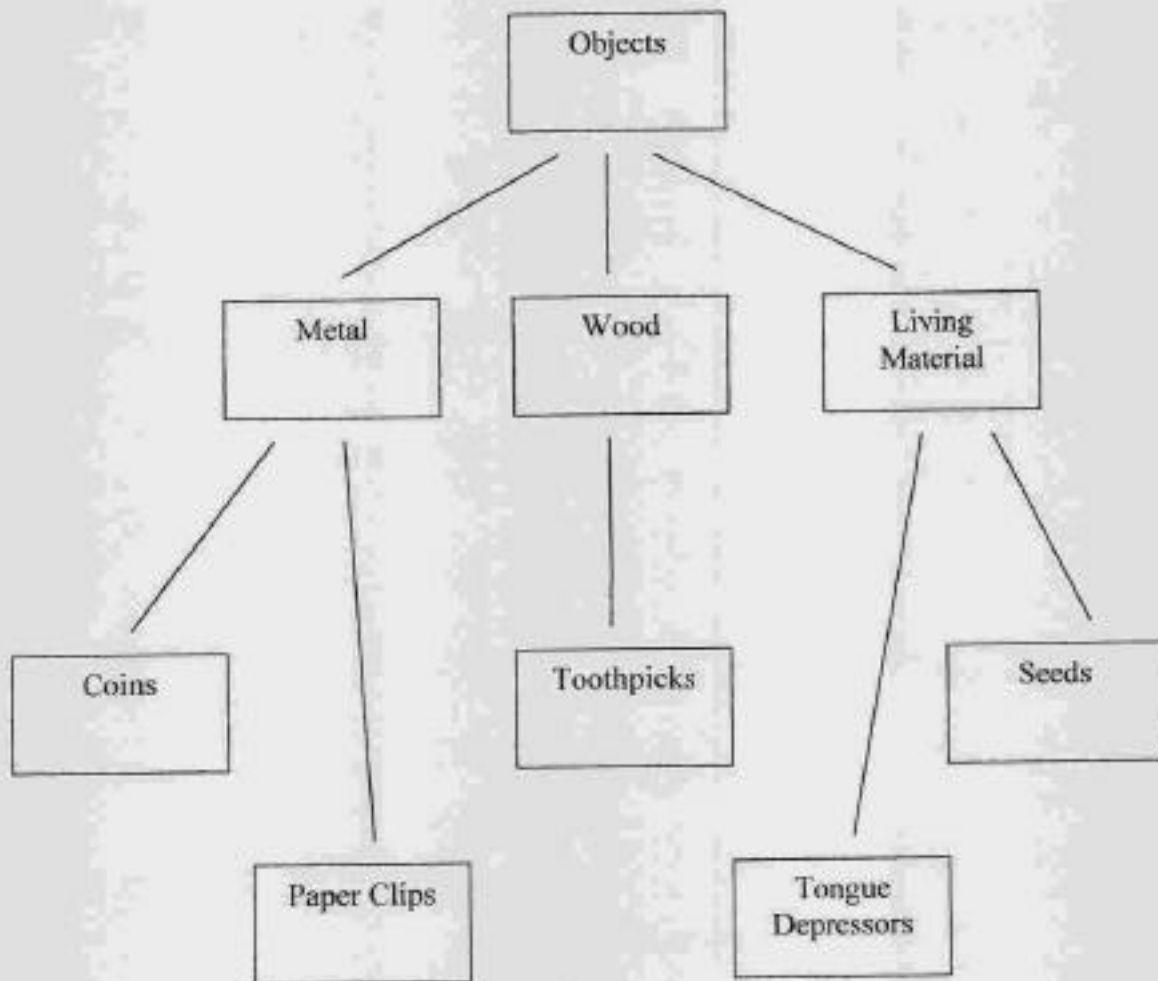 Objects
Metal
Wood
Living
Material
Coins
Toothpicks
Seeds
Paper Clips
Tongue
Depressors